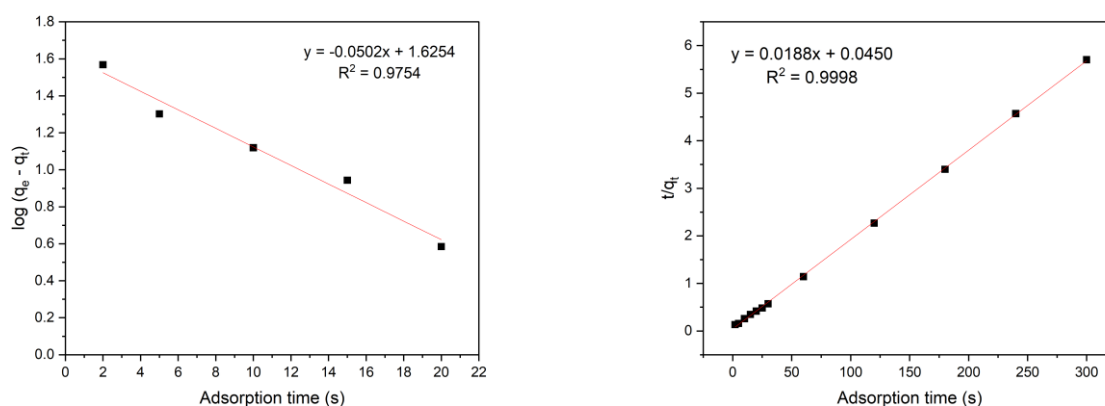 1.8
1.6
1.4
1.2
1.0
0.8
0.6
0.4
0.2
0.0
log (qe - qt)
y = -0.0502x + 1.6254
R² = 0.9754
0 2 4 6 8 10 12 14 16 18 20 22
Adsorption time (s)
6
5
4
3
2
1
0
t/qt
y = 0.0188x + 0.0450
R² = 0.9998
0 50 100 150 200 250 300
Adsorption time (s)